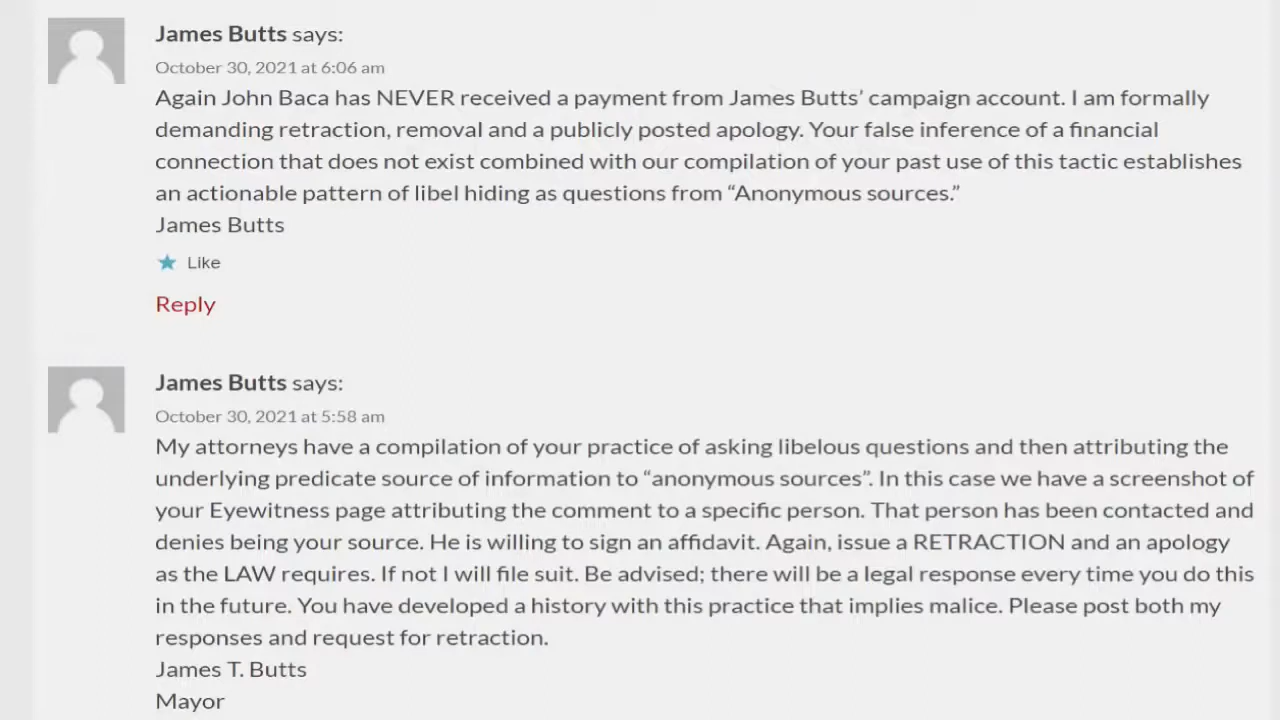 James Butts says:
October 30, 2021 at 6:06 am
Again John Baca has NEVER received a payment from James Butts’ campaign account. I am formally
demanding retraction, removal and a publicly posted apology. Your false inference of a financial
connection that does not exist combined with our compilation of your past use of this tactic establishes
an actionable pattern of libel hiding as questions from “Anonymous sources.”
James Butts
Like
Reply
James Butts says:
October 30, 2021 at 5:58 am
My attorneys have a compilation of your practice of asking libelous questions and then attributing the
underlying predicate source of information to “anonymous sources”. In this case we have a screenshot of
your Eyewitness page attributing the comment to a specific person. That person has been contacted and
denies being your source. He is willing to sign an affidavit. Again, issue a RETRACTION and an apology
as the LAW requires. If not I will file suit. Be advised; there will be a legal response every time you do this
in the future. You have developed a history with this practice that implies malice. Please post both my
responses and request for retraction.
James T. Butts
Mayor